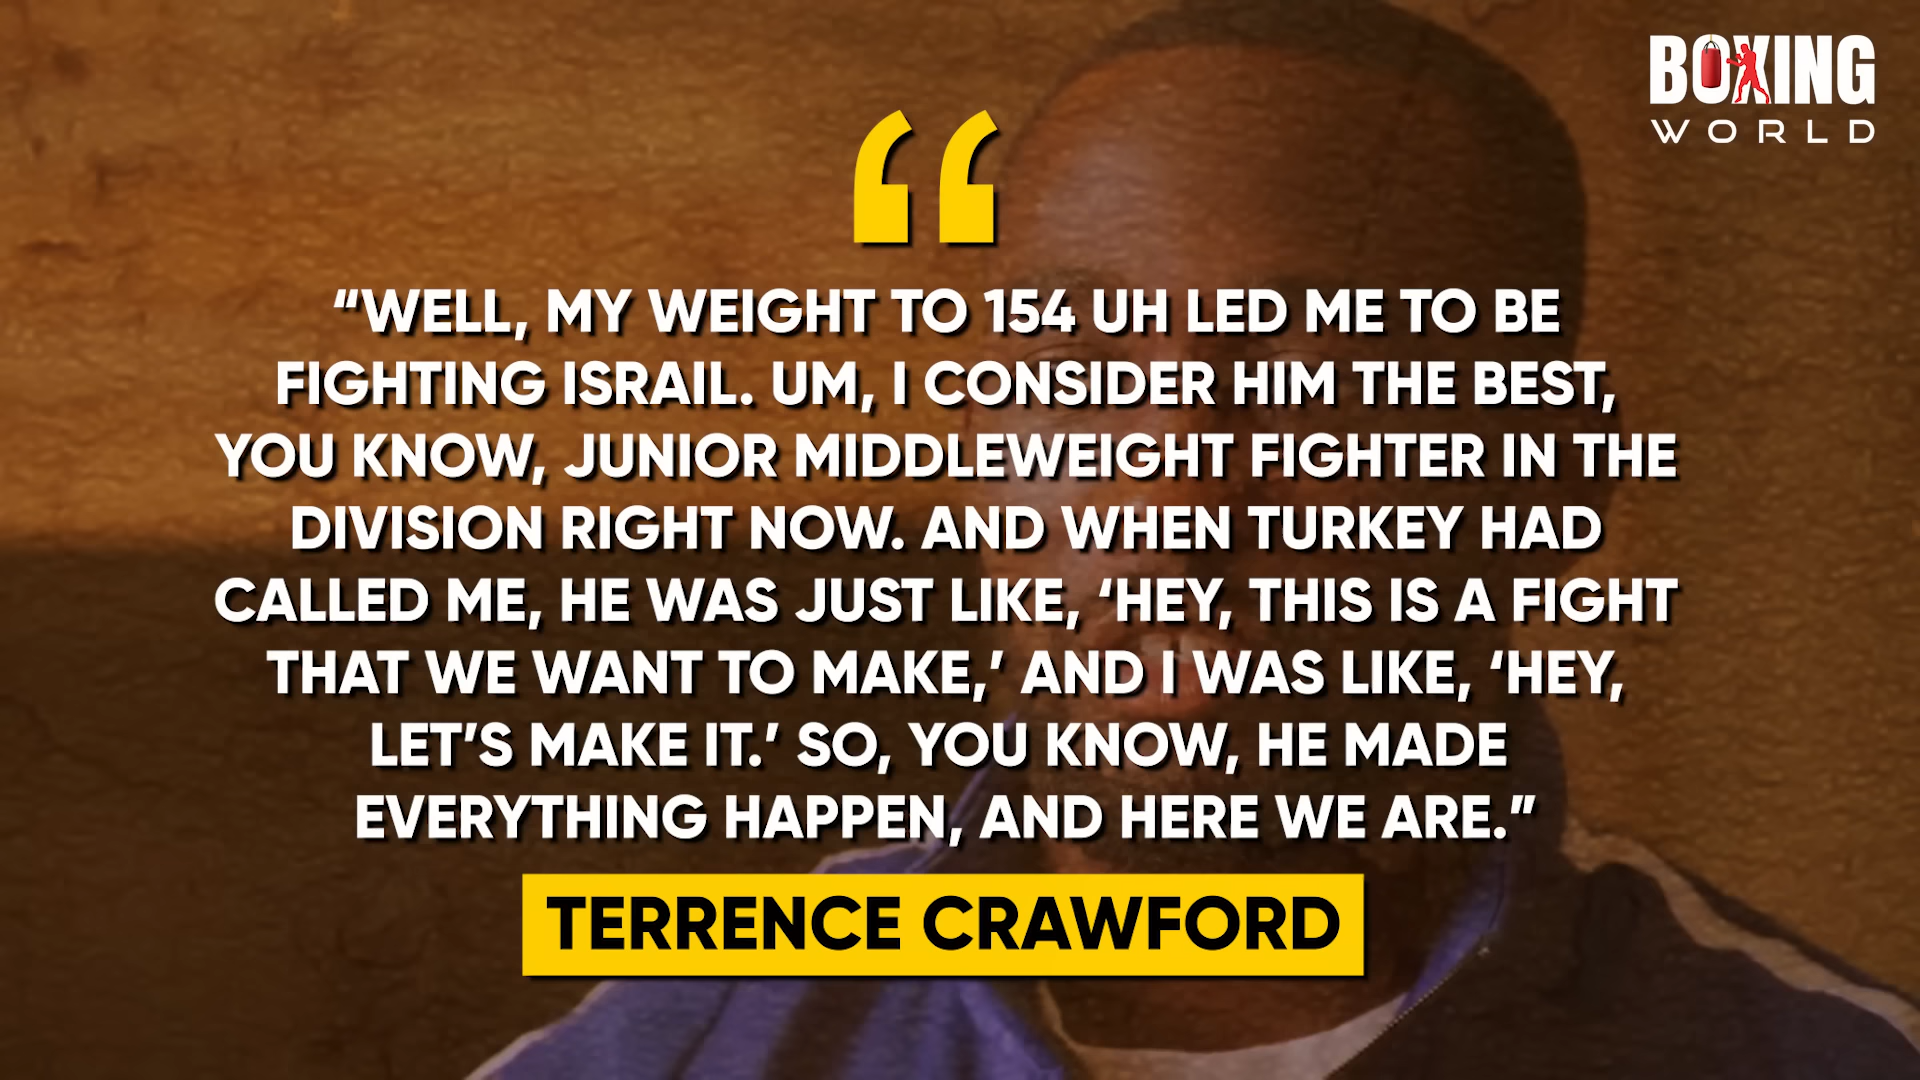 BOXING
WORLD
“
“WELL, MY WEIGHT TO 154 UH LED ME TO BE
FIGHTING ISRAIL. UM, I CONSIDER HIM THE BEST,
YOU KNOW, JUNIOR MIDDLEWEIGHT FIGHTER IN THE
DIVISION RIGHT NOW. AND WHEN TURKEY HAD
CALLED ME, HE WAS JUST LIKE, ‘HEY, THIS IS A FIGHT
THAT WE WANT TO MAKE,’ AND I WAS LIKE, ‘HEY,
LET’S MAKE IT.’ SO, YOU KNOW, HE MADE
EVERYTHING HAPPEN, AND HERE WE ARE.”
TERRENCE CRAWFORD